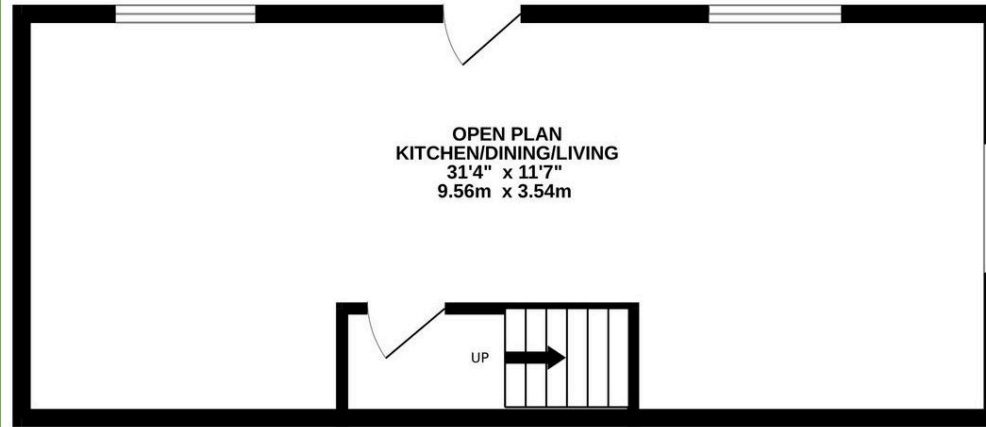 OPEN PLAN
KITCHEN/DINING/LIVING
31'4" x 11'7"
9.56m x 3.54m
UP